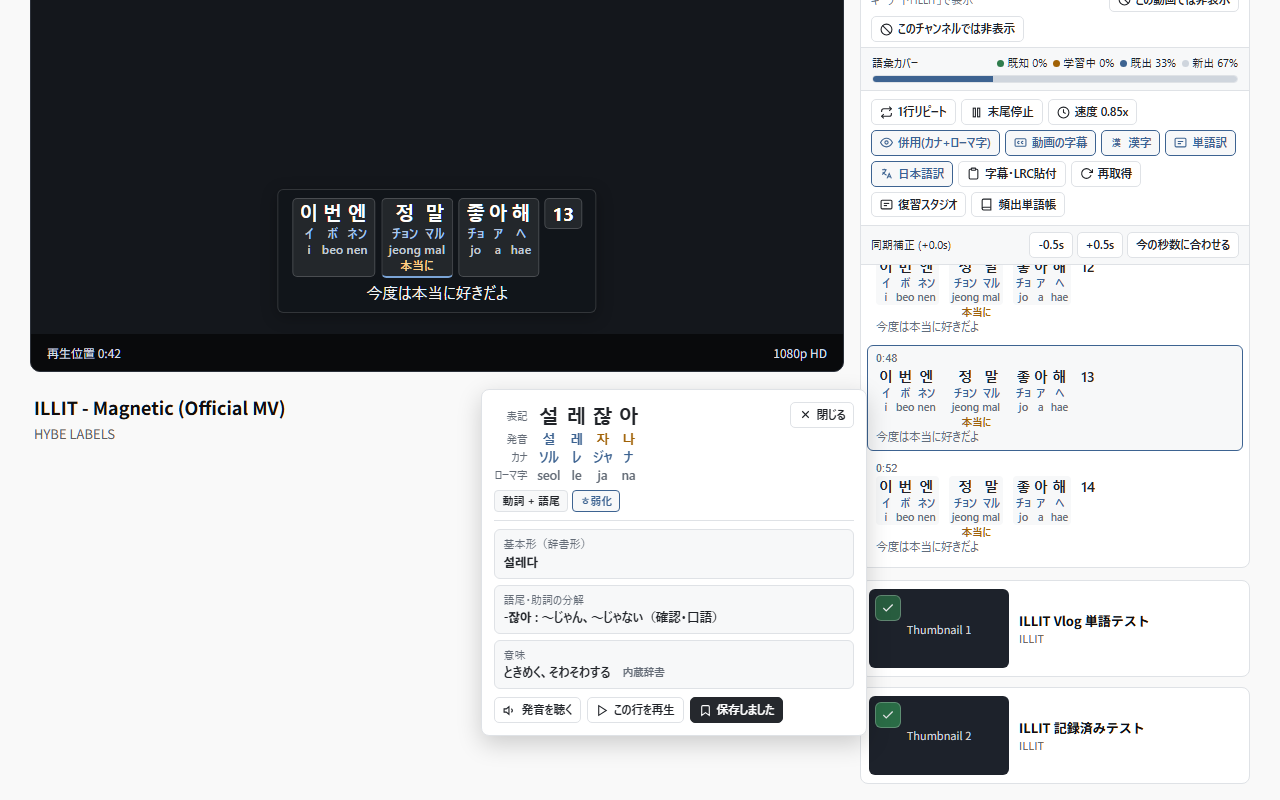 キーワード「ILLIT」で表示
この動画では非表示
このチャンネルでは非表示
語彙カバー
既知 0% 学習中 0% 既出 33% 新出 67%
1行リピート 末尾停止 速度 0.85x
併用(カナ+ローマ字) 動画の字幕 漢 漢字 単語訳
日本語訳 字幕・LRC貼付 再取得
復習スタジオ 頻出単語帳
同期補正 (+0.0s) -0.5s +0.5s 今の秒数に合わせる
이 번 엔 정 말 좋 아 해 12
イ ボ ネン チョン マル チョ ア ヘ
i beo nen jeong mal jo a hae
本当に
今度は本当に好きだよ
0:48
이 번 엔 정 말 좋 아 해 13
イ ボ ネン チョン マル チョ ア ヘ
i beo nen jeong mal jo a hae
本当に
今度は本当に好きだよ
0:52
이 번 엔 정 말 좋 아 해 14
イ ボ ネン チョン マル チョ ア ヘ
i beo nen jeong mal jo a hae
本当に
今度は本当に好きだよ
이 번 엔 정 말 좋 아 해 13
イ ボ ネン チョン マル チョ ア ヘ
i beo nen jeong mal jo a hae
本当に
今度は本当に好きだよ
再生位置 0:42 1080p HD
ILLIT - Magnetic (Official MV)
HYBE LABELS
表記 설 레 잖 아 閉じる
発音 설 레 자 나
カナ ソル レ ジャ ナ
ローマ字 seol le ja na
動詞 + 語尾 ㅎ弱化
基本形（辞書形）
설레다
語尾・助詞の分解
-잖아 : 〜じゃん、〜じゃない（確認・口語）
意味
ときめく、そわそわする 内蔵辞書
発音を聴く この行を再生 保存しました
Thumbnail 1
ILLIT Vlog 単語テスト
ILLIT
Thumbnail 2
ILLIT 記録済みテスト
ILLIT